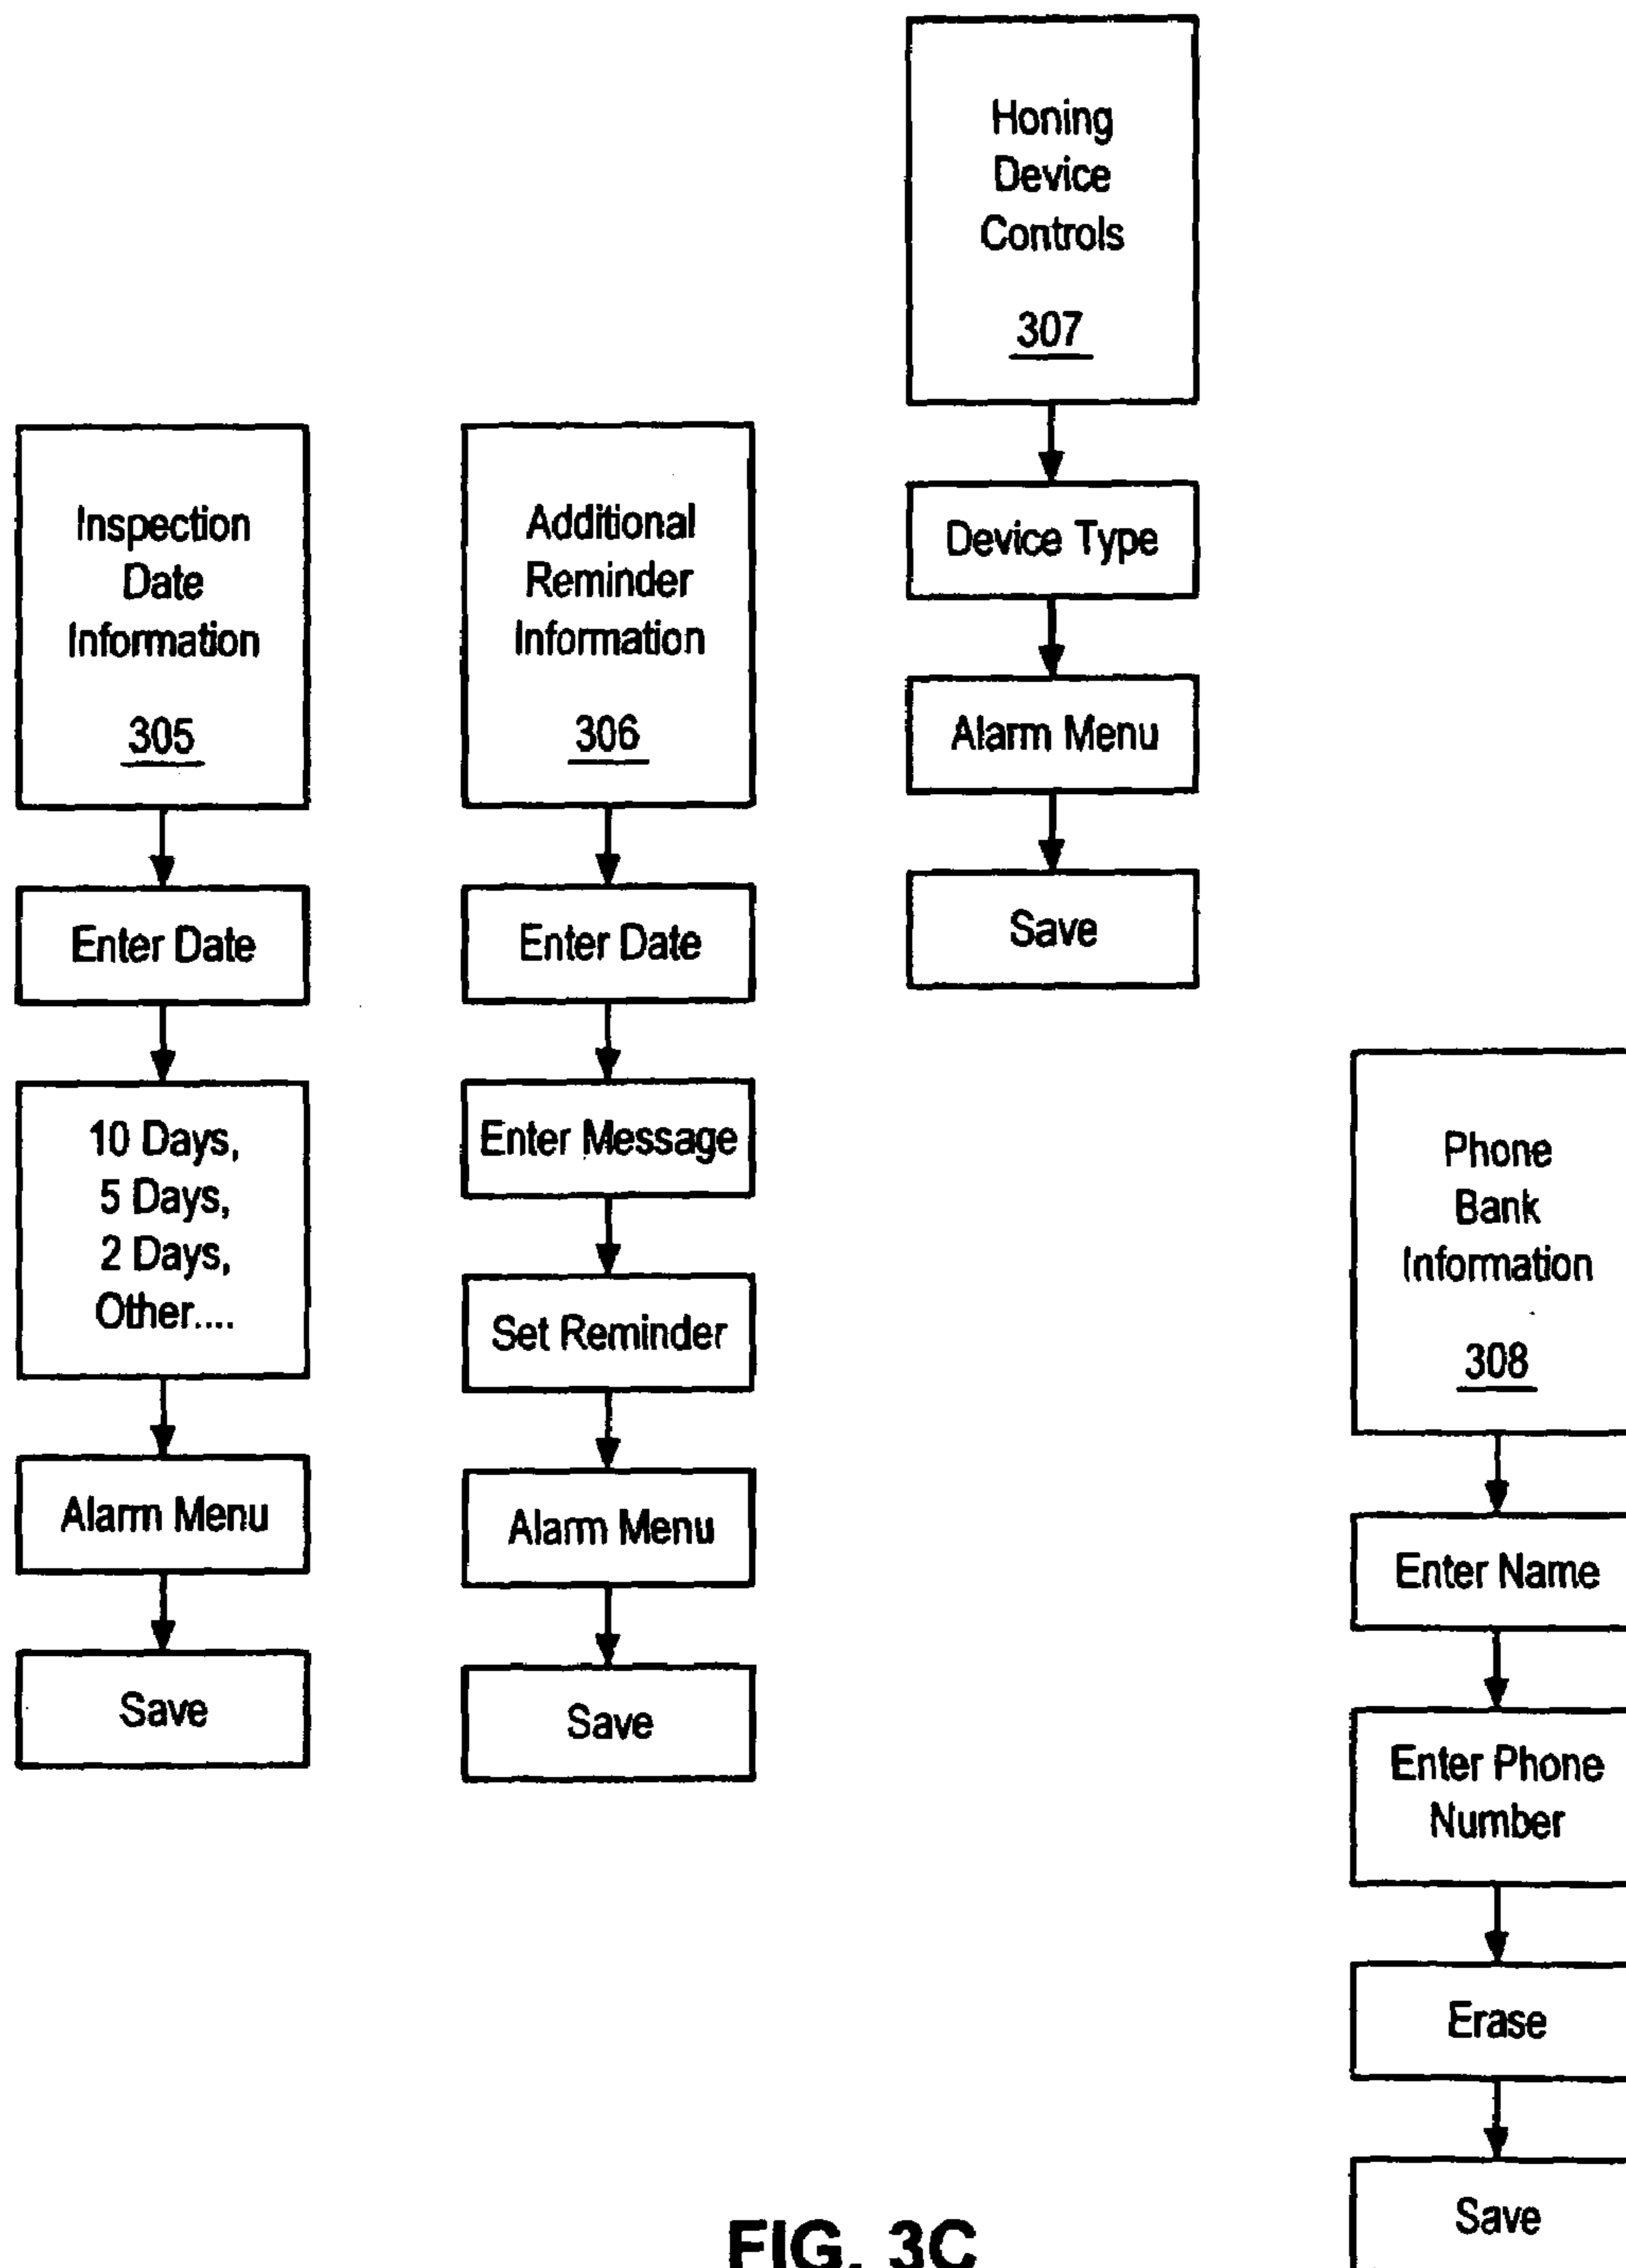 Inspection
Date
Information
305
Enter Date
10 Days,
5 Days,
2 Days,
Other....
Alarm Menu
Save
Additional
Reminder
Information
306
Enter Date
Enter Message
Set Reminder
Alarm Menu
Save
Honing
Device
Controls
307
Device Type
Alarm Menu
Save
Phone
Bank
Information
308
Enter Name
Enter Phone
Number
Erase
Save
FIG. 3C